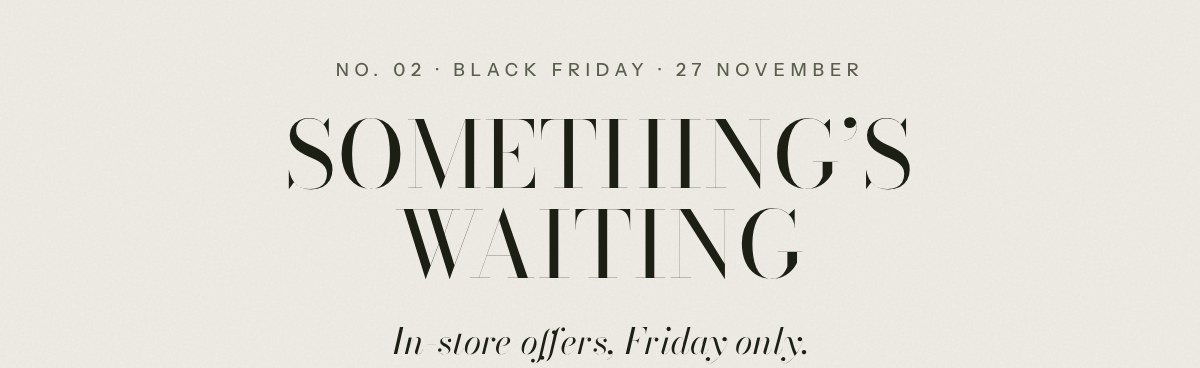 NO. 02 · BLACK FRIDAY · 27 NOVEMBER
SOMETHING’S
WAITING
In-store offers. Friday only.